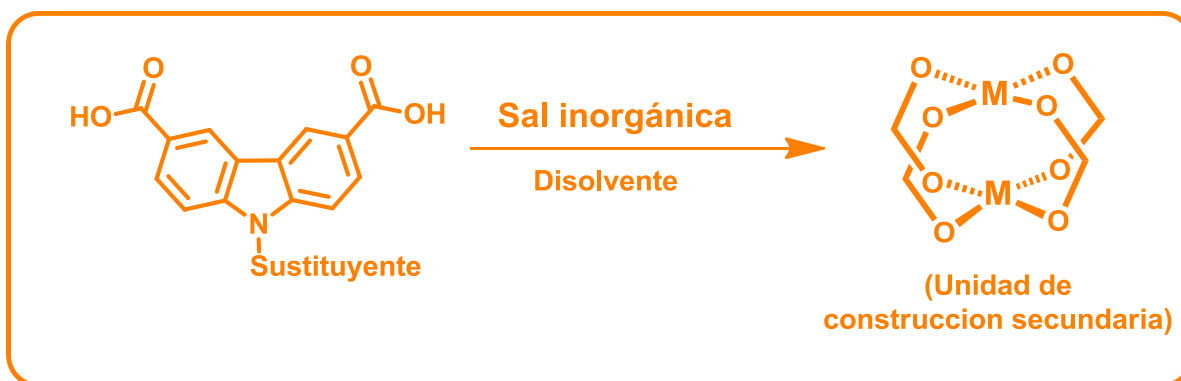 O
HO
O
OH
N
Sustituyente
Sal inorgánica
Disolvente
O
O
O
M
O
O
M
O
O
O
(Unidad de
construccion secundaria)